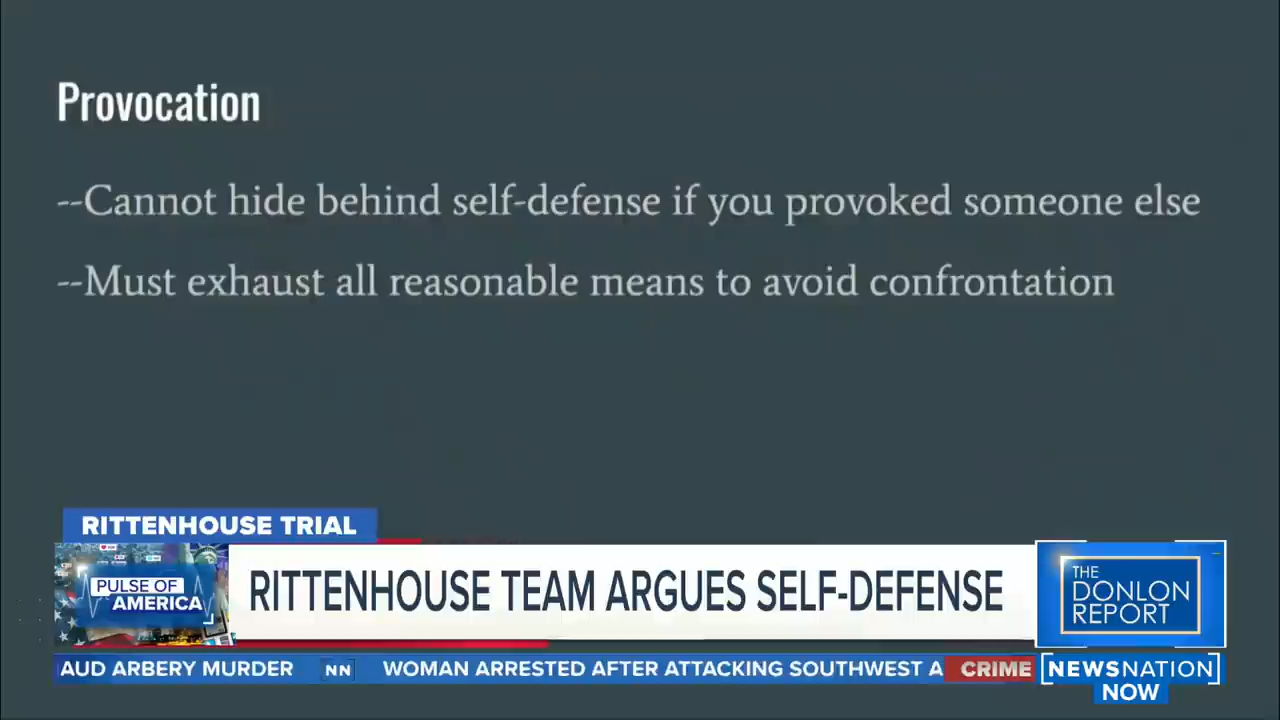 Provocation
--Cannot hide behind self-defense if you provoked someone else
--Must exhaust all reasonable means to avoid confrontation
RITTENHOUSE TRIAL
PULSE OF
AMERICA
RITTENHOUSE TEAM ARGUES SELF-DEFENSE
THE
DONLON
REPORT
AUD ARBERY MURDER NN WOMAN ARRESTED AFTER ATTACKING SOUTHWEST A CRIME
NEWSNATION
NOW